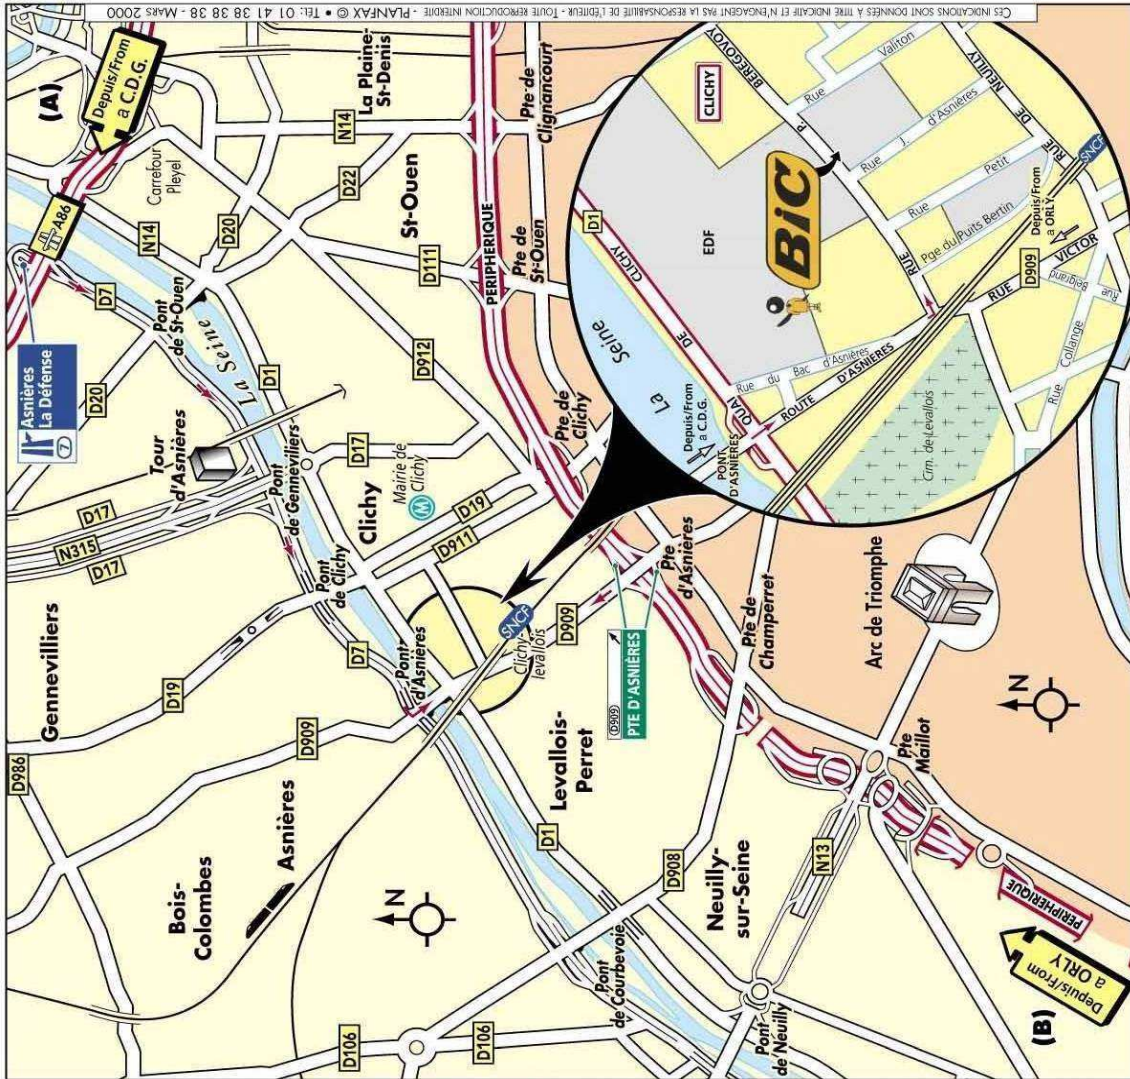 CES INDICATIONS SONT DONNÉES À TITRE INDICATIF ET N'ENGAGENT PAS LA RESPONSABILITÉ DE L'ÉDITEUR - TOUTE REPRODUCTION INTERDITE - PLANFAX © • TÉL: 01 41 38 38 38 - MARS 2000
D986
Gennevilliers
D19
D909
Bois-
Colombes
Asnières
N
D106
D106
D17
N315
D17
D20
Asnières
La Défense
7
Tour
d'Asnières
D7
A86
(A)
Depuis/From
a C.D.G.
Carrefour
Pleyel
N14
D20
Pont
de St-Ouen
La Seine
D1
Pont
de Gennevilliers
Pont
de Clichy
D7
Pont
d'Asnières
D17
Clichy
Mairie de
Clichy
M
D19
D911
D912
D111
D22
N14
La Plaine-
St-Denis
St-Ouen
PERIPHERIQUE
Pte de
Clignancourt
Pte de
St-Ouen
Pte de
Clichy
SNCF
Clichy-
levallois
D909
Levallois-
Perret
D1
D909
PTE D'ASNIÈRES
Pte
d'Asnières
Pte de
Champerret
D908
Neuilly-
sur-Seine
N13
Pont
de Courbevoie
Pont
de Neuilly
Pte
Maillot
Arc de Triomphe
N
PERIPHERIQUE
Depuis/From
a ORLY
(B)
D1
La Seine
QUAI DE CLICHY
EDF
CLICHY
BiC
RUE P. BEREGOVOY
Rue Valiton
Rue J. d'Asnières
Rue Petit
Pge du Puits Bertin
RUE DE NEUILLY
SNCF
Depuis/From
a ORLY
D909
RUE VICTOR
Rue Belgrand
Rue
Rue Collange
Cim. de Levallois
Rue du Bac d'Asnières
ROUTE D'ASNIERES
Depuis/From
a C.D.G.
PONT
D'ASNIÈRES